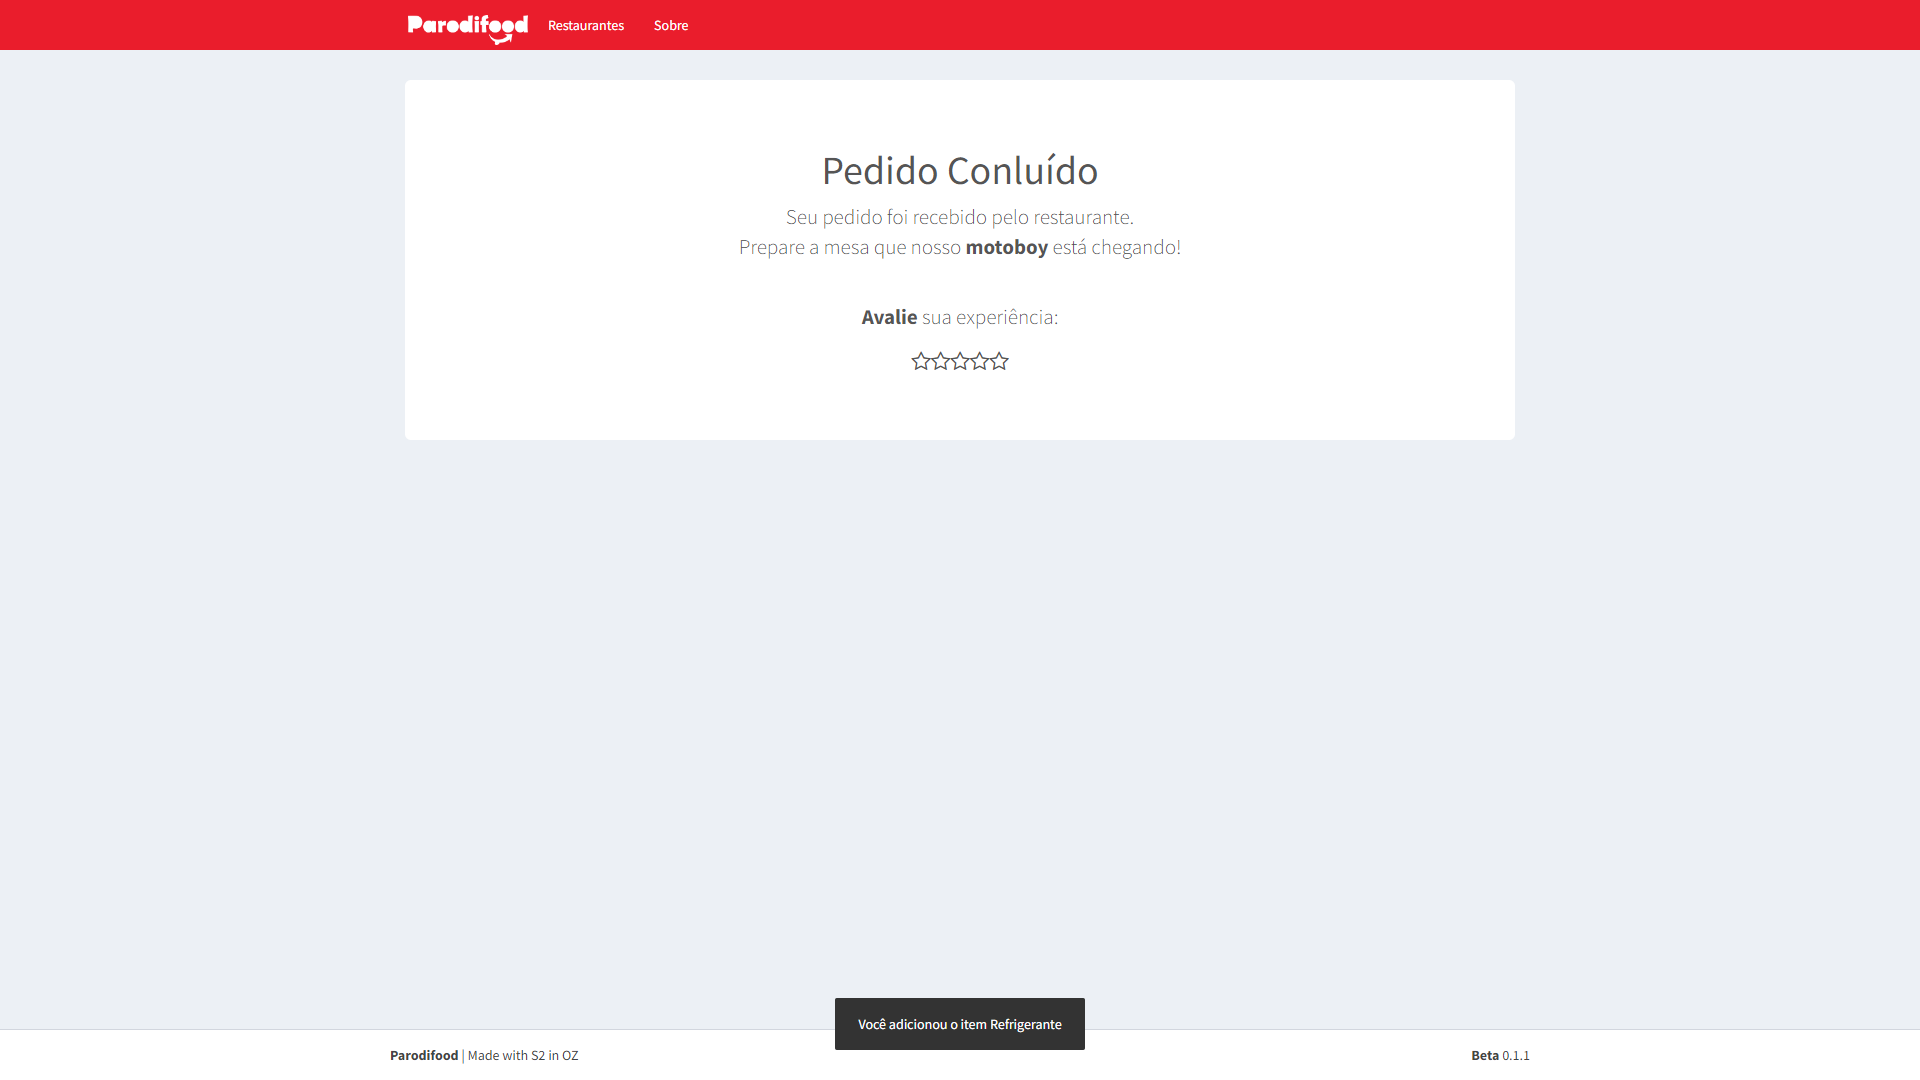 Parodifood Restaurantes Sobre
Pedido Conluído
Seu pedido foi recebido pelo restaurante.
Prepare a mesa que nosso motoboy está chegando!
Avalie sua experiência:
Você adicionou o item Refrigerante
Parodifood | Made with S2 in OZ
Beta 0.1.1